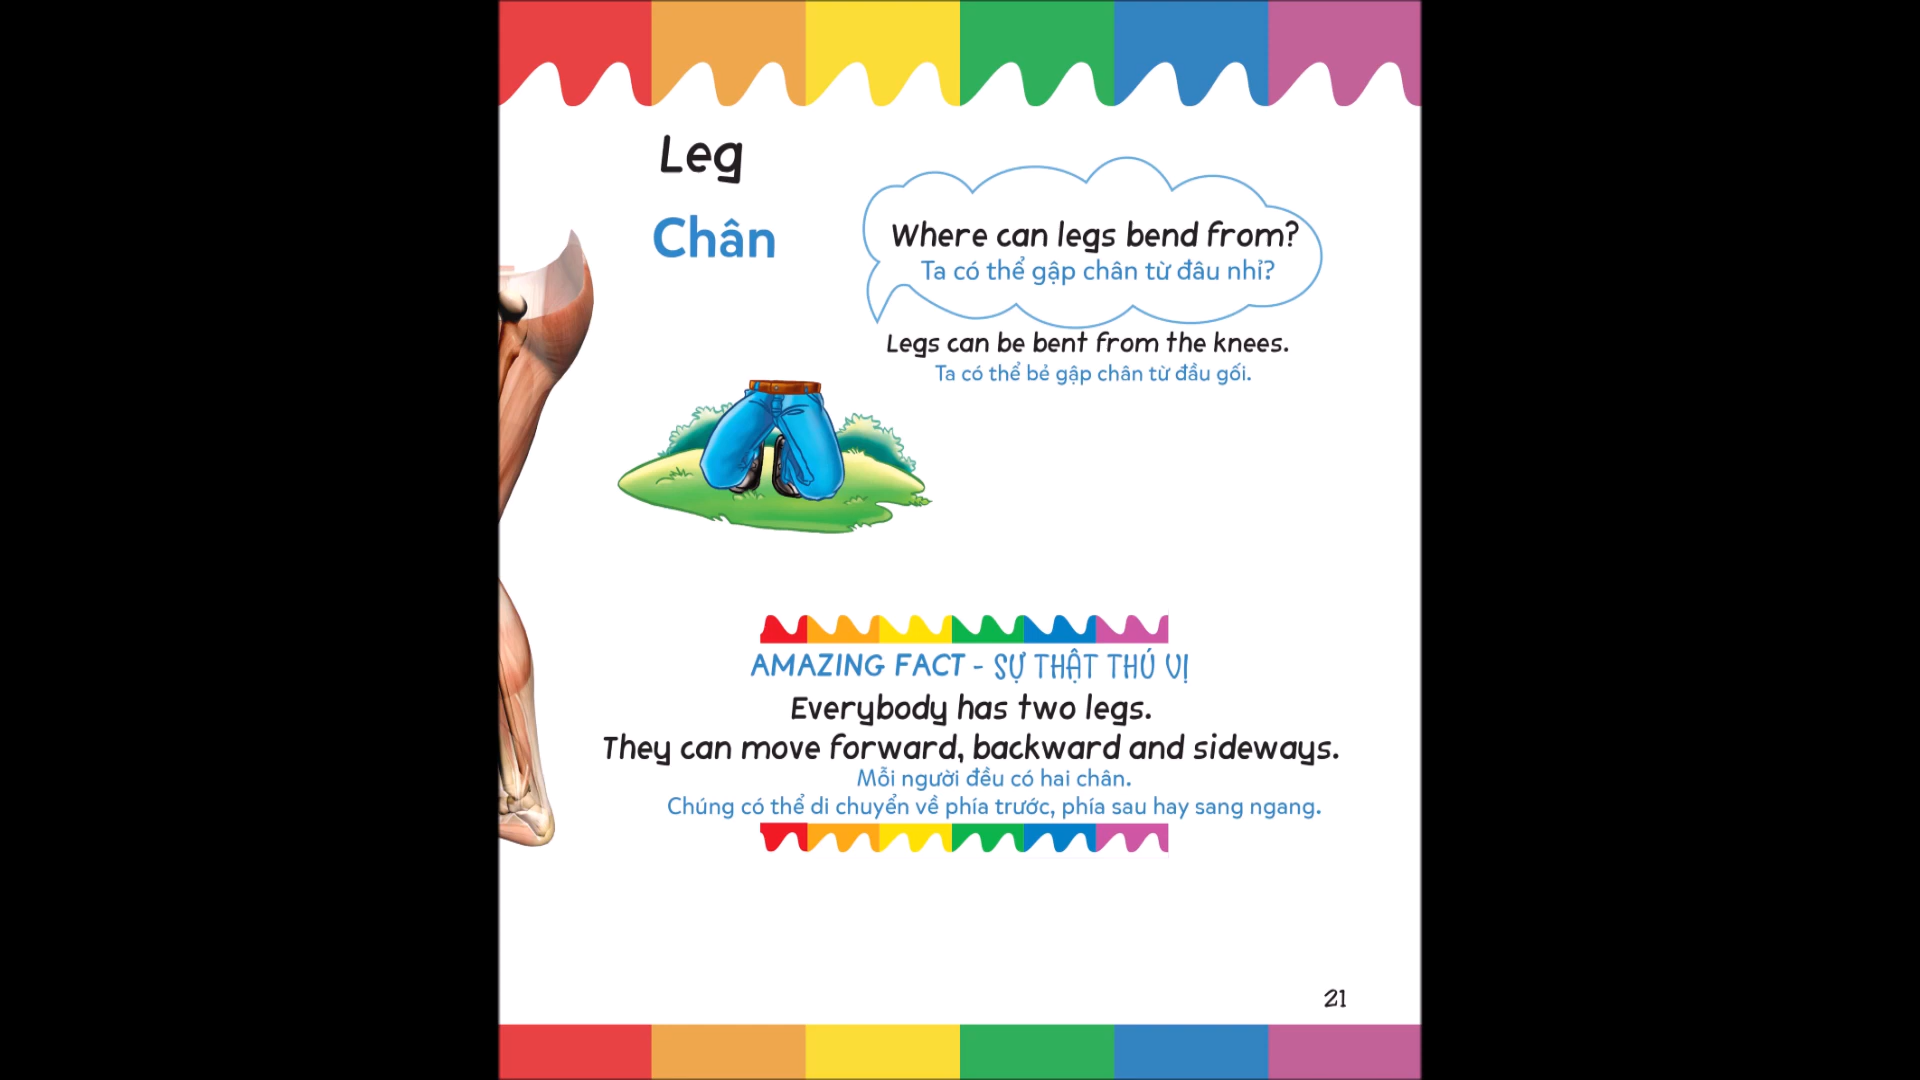 Leg
Chân
Where can legs bend from?
Ta có thể gập chân từ đâu nhỉ?
Legs can be bent from the knees.
Ta có thể bẻ gập chân từ đầu gối.
AMAZING FACT - SỰ THẬT THÚ VỊ
Everybody has two legs.
They can move forward, backward and sideways.
Mỗi người đều có hai chân.
Chúng có thể di chuyển về phía trước, phía sau hay sang ngang.
21